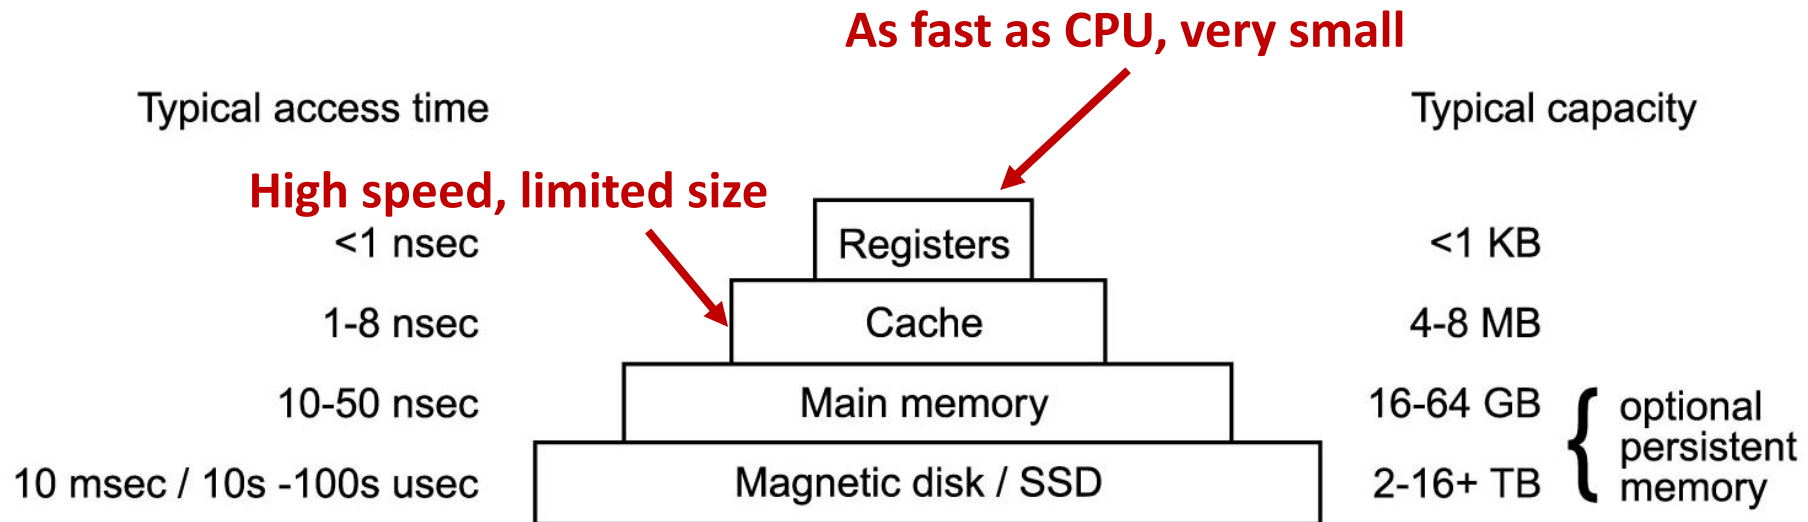 As fast as CPU, very small
Typical access time
Typical capacity
High speed, limited size
<1 nsec
Registers
<1 KB
1-8 nsec
Cache
4-8 MB
10-50 nsec
Main memory
16-64 GB
10 msec / 10s -100s usec
Magnetic disk / SSD
2-16+ TB
{
optional
persistent
memory